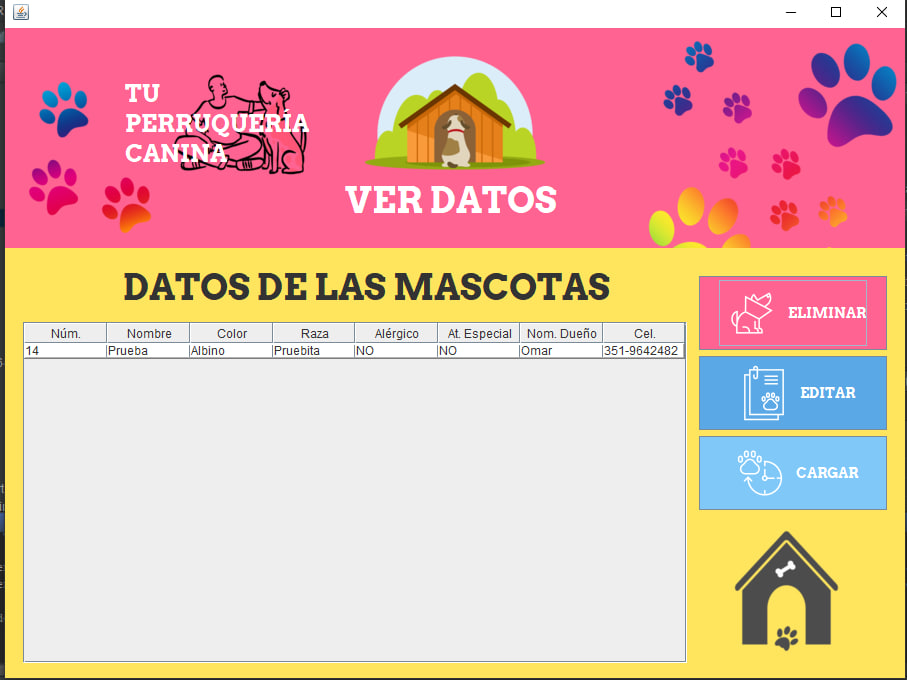 TU
PERRUQUERÍA
CANINA
VER DATOS
DATOS DE LAS MASCOTAS
Núm. Nombre Color Raza Alérgico At. Especial Nom. Dueño Cel.
14 Prueba Albino Pruebita NO NO Omar 351-9642482
ELIMINAR
EDITAR
CARGAR